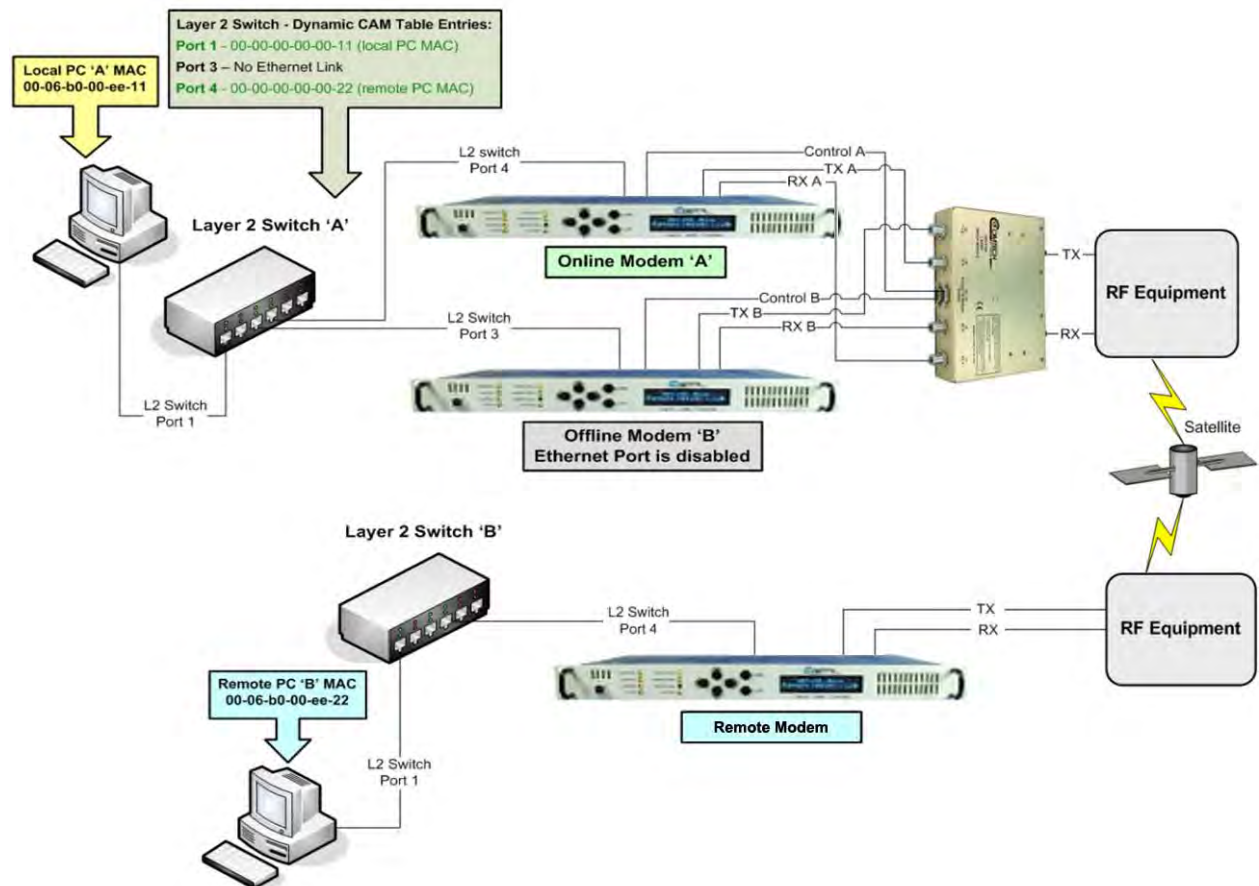 Layer 2 Switch - Dynamic CAM Table Entries:
Port 1 - 00-00-00-00-00-11 (local PC MAC)
Port 3 – No Ethernet Link
Port 4 - 00-00-00-00-00-22 (remote PC MAC)
Local PC 'A' MAC
00-06-b0-00-ee-11
L2 switch
Port 4
Control A
TX A
RX A
Layer 2 Switch 'A'
Online Modem 'A'
TX
RX
RF Equipment
L2 Switch
Port 3
Control B
TX B
RX B
L2 Switch
Port 1
Offline Modem 'B'
Ethernet Port is disabled
Satellite
Layer 2 Switch 'B'
L2 Switch
Port 4
TX
RX
RF Equipment
Remote PC 'B' MAC
00-06-b0-00-ee-22
Remote Modem
L2 Switch
Port 1